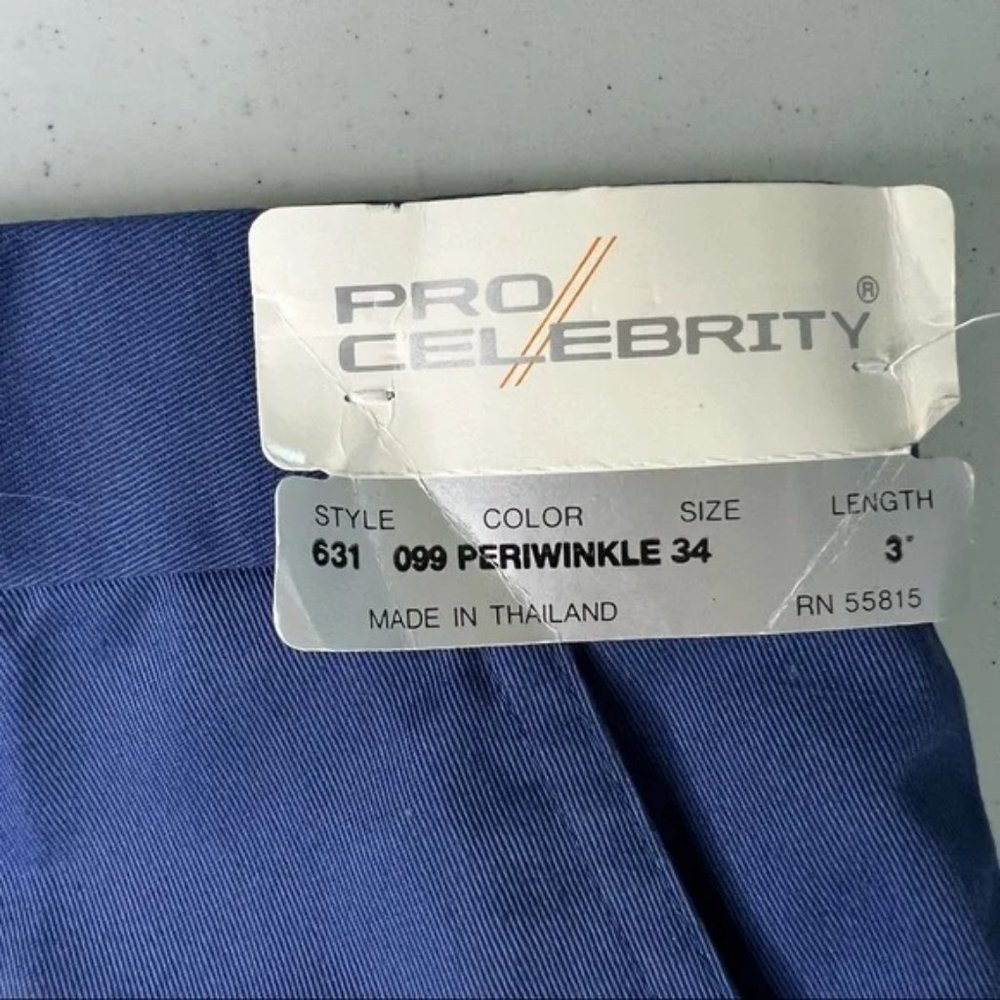 PRO
CELEBRITY®
STYLE COLOR SIZE LENGTH
631 099 PERIWINKLE 34 3"
MADE IN THAILAND RN 55815